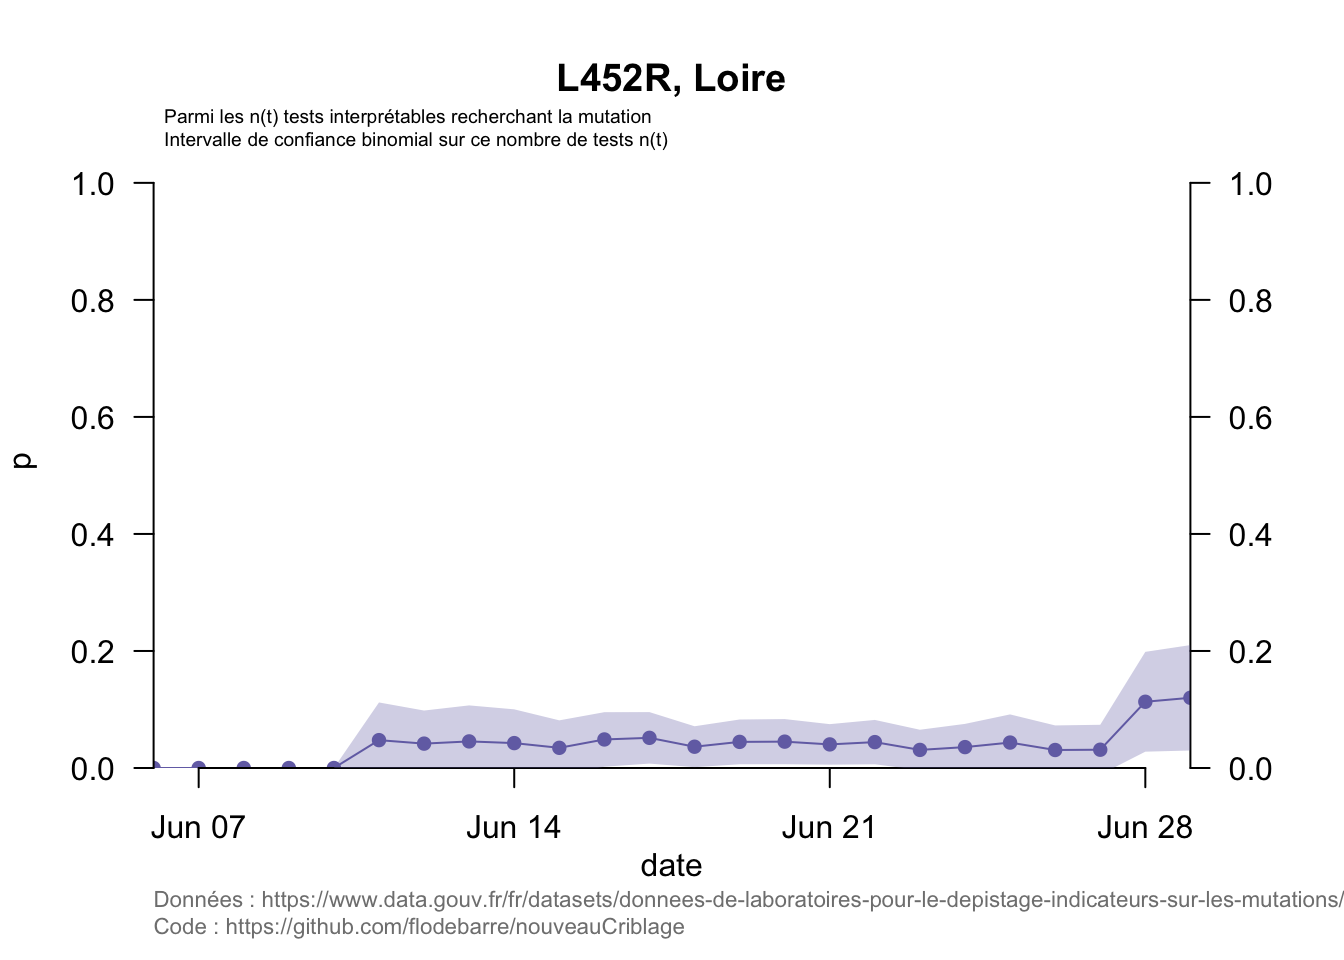 L452R, Loire
Parmi les n(t) tests interprétables recherchant la mutation
Intervalle de confiance binomial sur ce nombre de tests n(t)
1.0 1.0
0.8 0.8
0.6 0.6
p
0.4 0.4
0.2 0.2
0.0 0.0
Jun 07 Jun 14 Jun 21 Jun 28
date
Données : https://www.data.gouv.fr/fr/datasets/donnees-de-laboratoires-pour-le-depistage-indicateurs-sur-les-mutations/
Code : https://github.com/flodebarre/nouveauCriblage